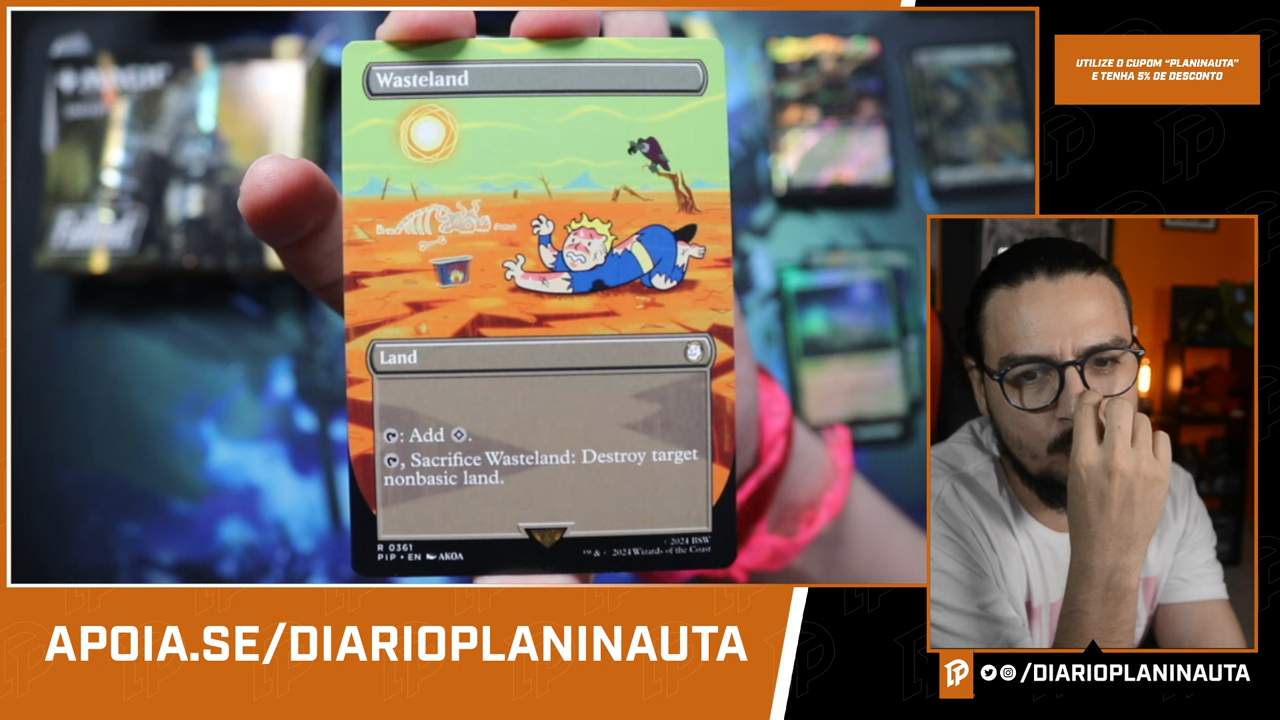 UTILIZE O CUPOM "PLANINAUTA"
E TENHA 5% DE DESCONTO
Wasteland
Land
: Add .
, Sacrifice Wasteland: Destroy target
nonbasic land.
R 0361
PIP • EN AKOA
2024 BSW
™ & 2024 Wizards of the Coast
Fallout
APOIA.SE/DIARIOPLANINAUTA
/DIARIOPLANINAUTA